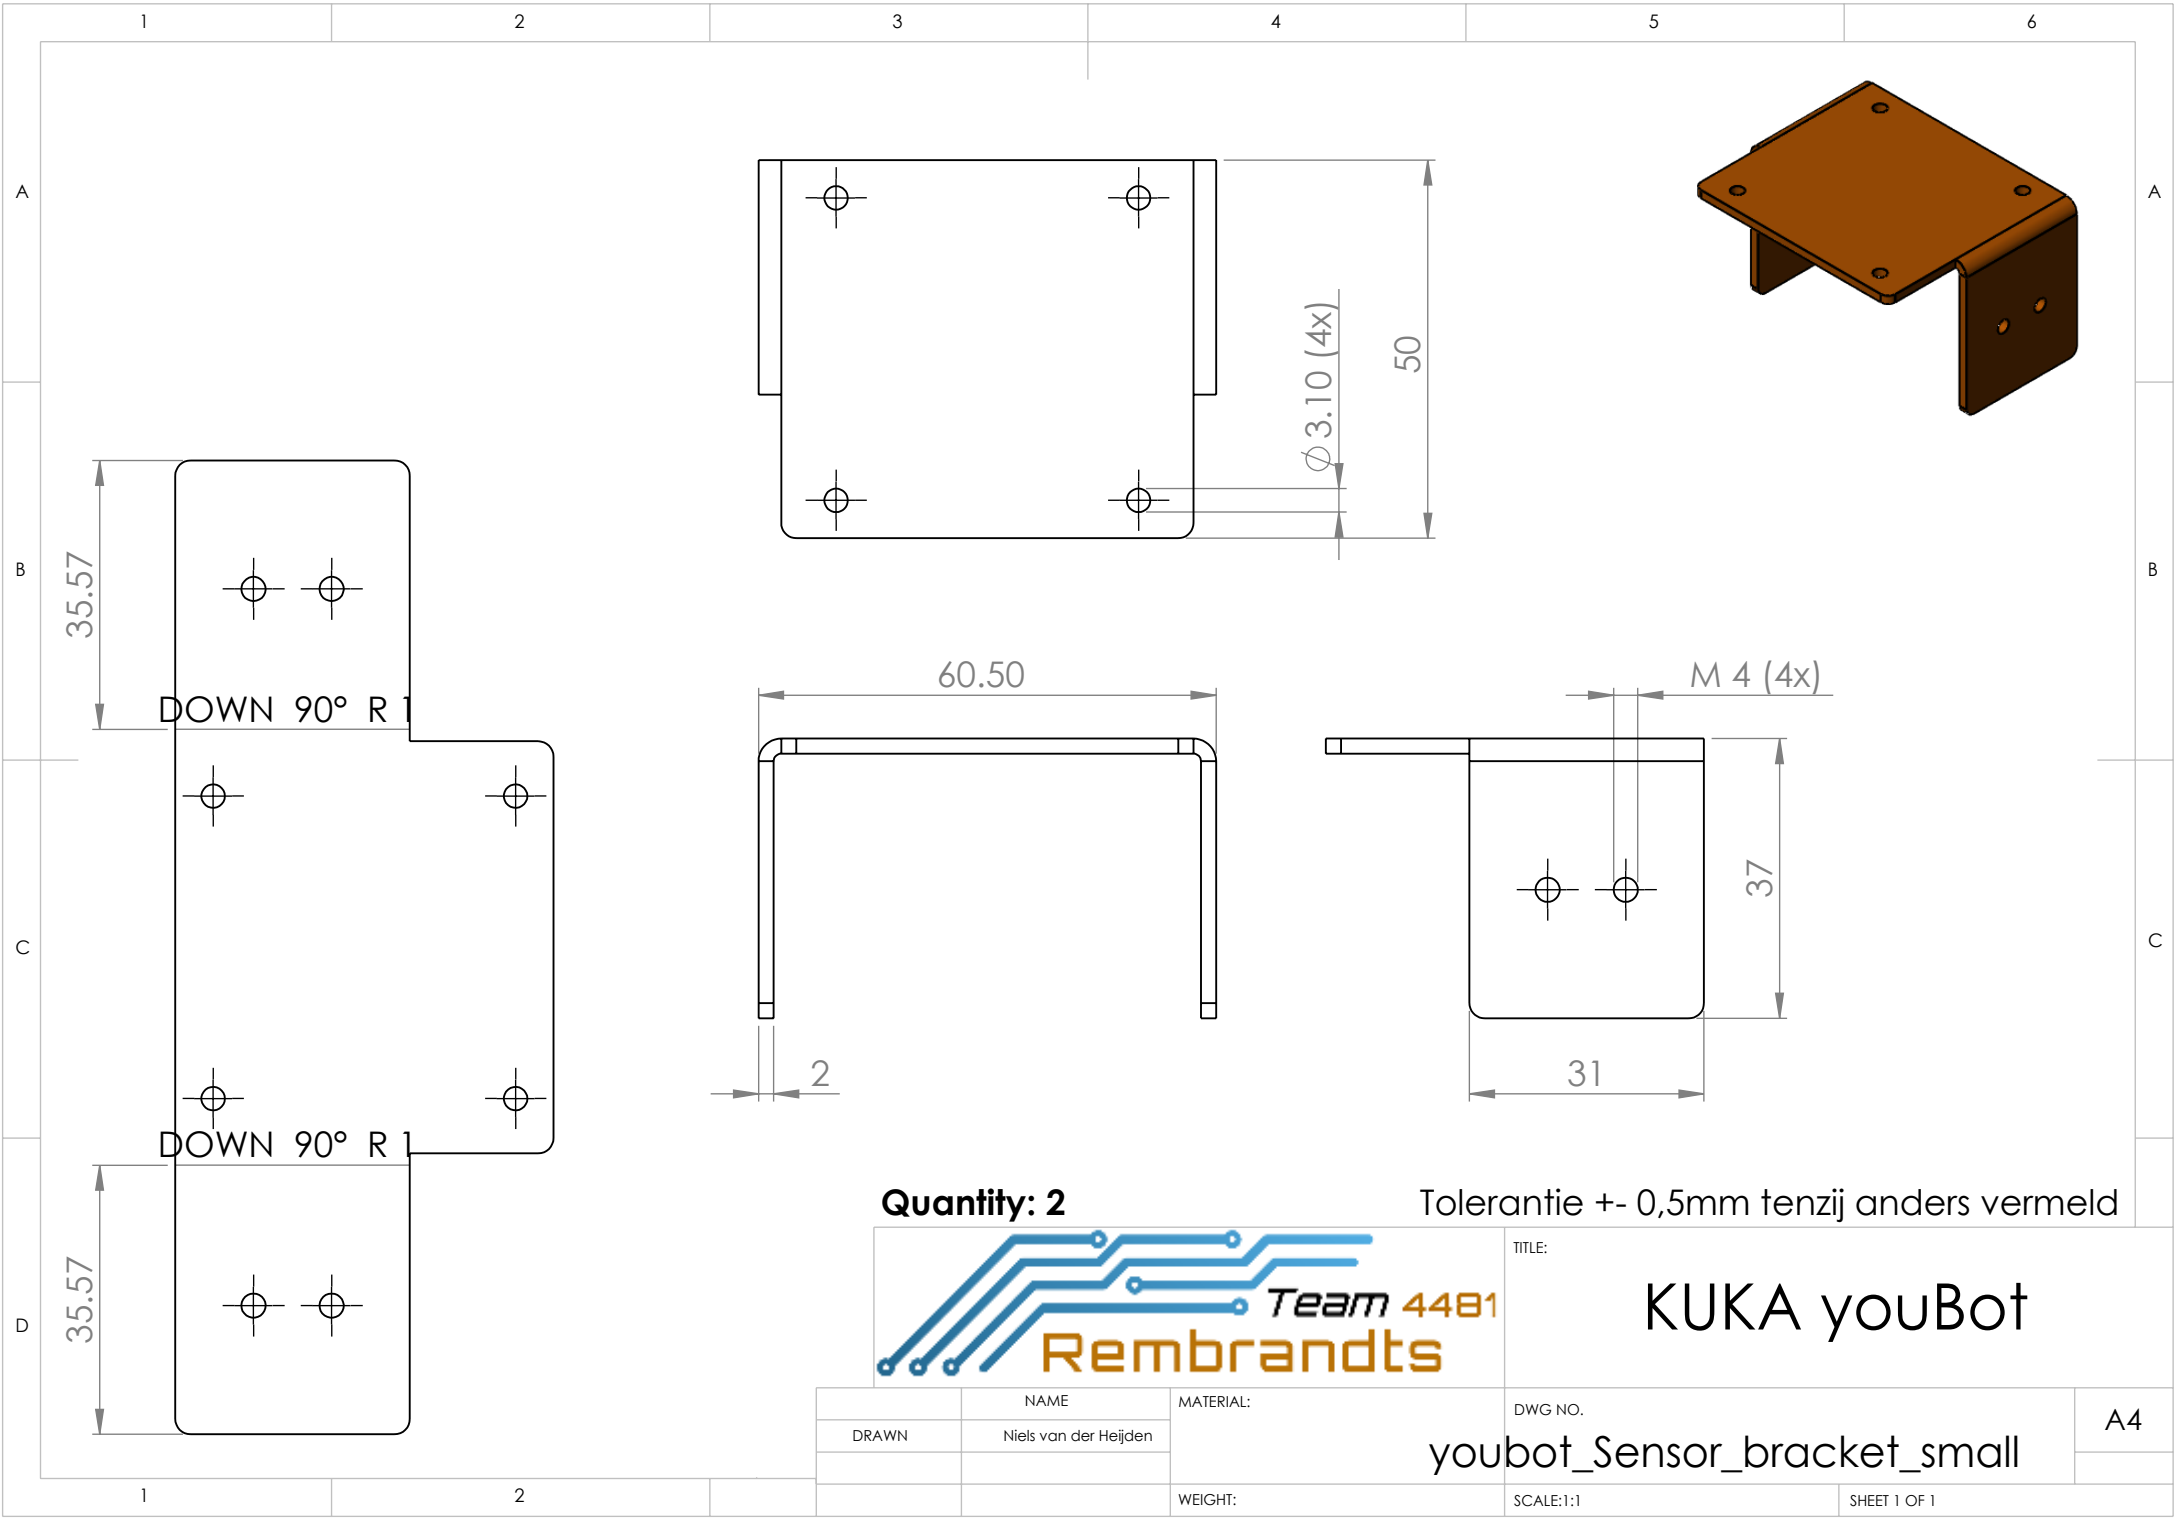 1 2 3 4 5 6
A A
50
Ø 3.10 (4x)
B B
35.57
60.50
M 4 (4x)
DOWN 90° R 1
37
C C
2
31
DOWN 90° R 1
Quantity: 2
Tolerantie +- 0,5mm tenzij anders vermeld
TITLE:
35.57
Team 4481
Rembrandts
KUKA youBot
D
NAME
MATERIAL:
DWG NO.
A4
DRAWN Niels van der Heijden
youbot_Sensor_bracket_small
1 2
WEIGHT:
SCALE:1:1
SHEET 1 OF 1